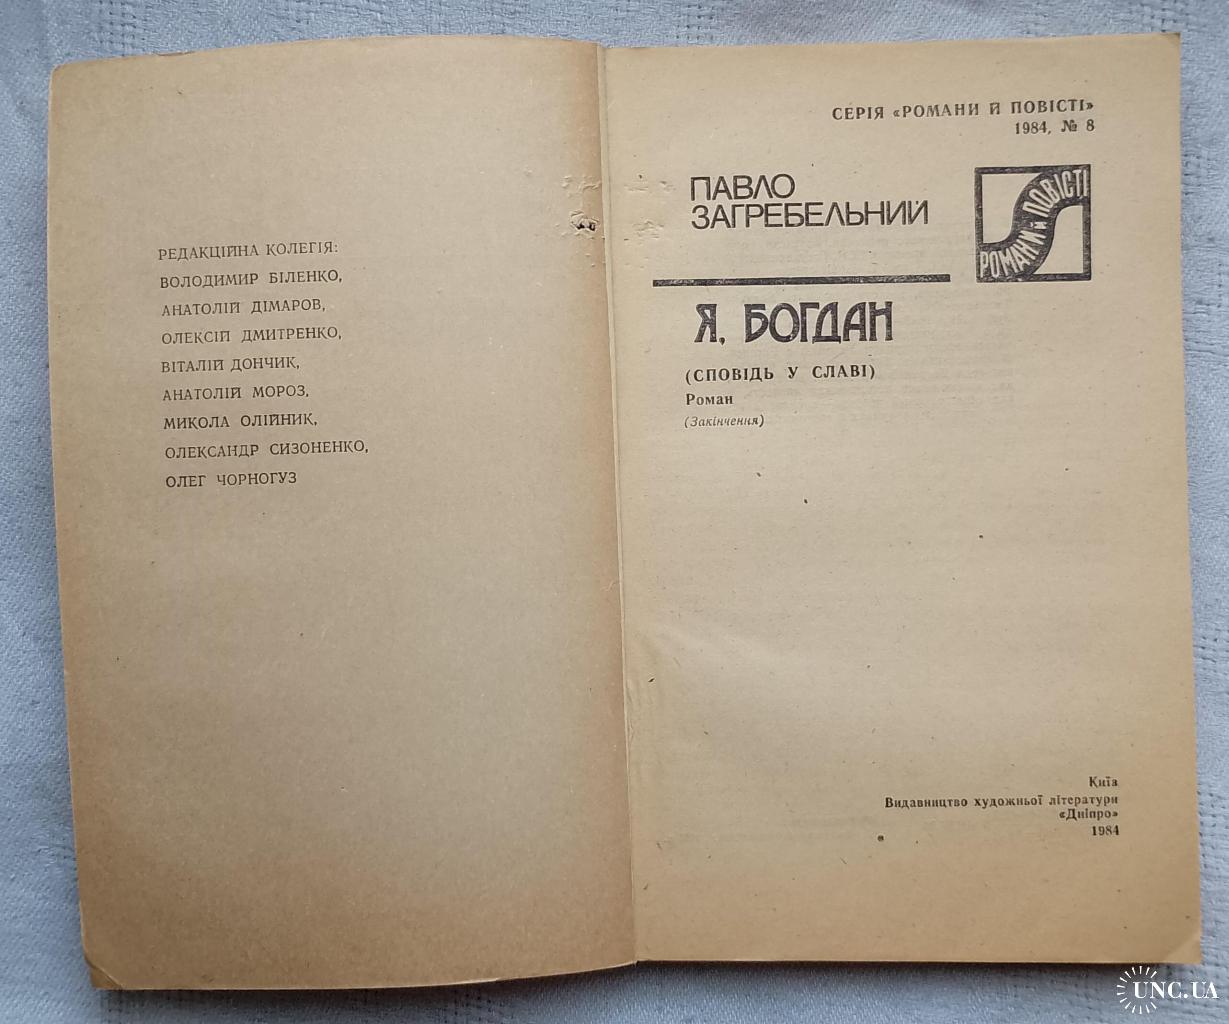 РЕДАКЦІЙНА КОЛЕГІЯ:
ВОЛОДИМИР БІЛЕНКО,
АНАТОЛІЙ ДІМАРОВ,
ОЛЕКСІЙ ДМИТРЕНКО,
ВІТАЛІЙ ДОНЧИК,
АНАТОЛІЙ МОРОЗ,
МИКОЛА ОЛІЙНИК,
ОЛЕКСАНДР СИЗОНЕНКО,
ОЛЕГ ЧОРНОГУЗ
СЕРІЯ «РОМАНИ Й ПОВІСТІ»
1984, № 8
ПАВЛО
ЗАГРЕБЕЛЬНИЙ
РОМАНИ Й ПОВІСТІ
Я, БОГДАН
(СПОВІДЬ У СЛАВІ)
Роман
(Закінчення)
Київ
Видавництво художньої літератури
«Дніпро»
1984
UNC.UA